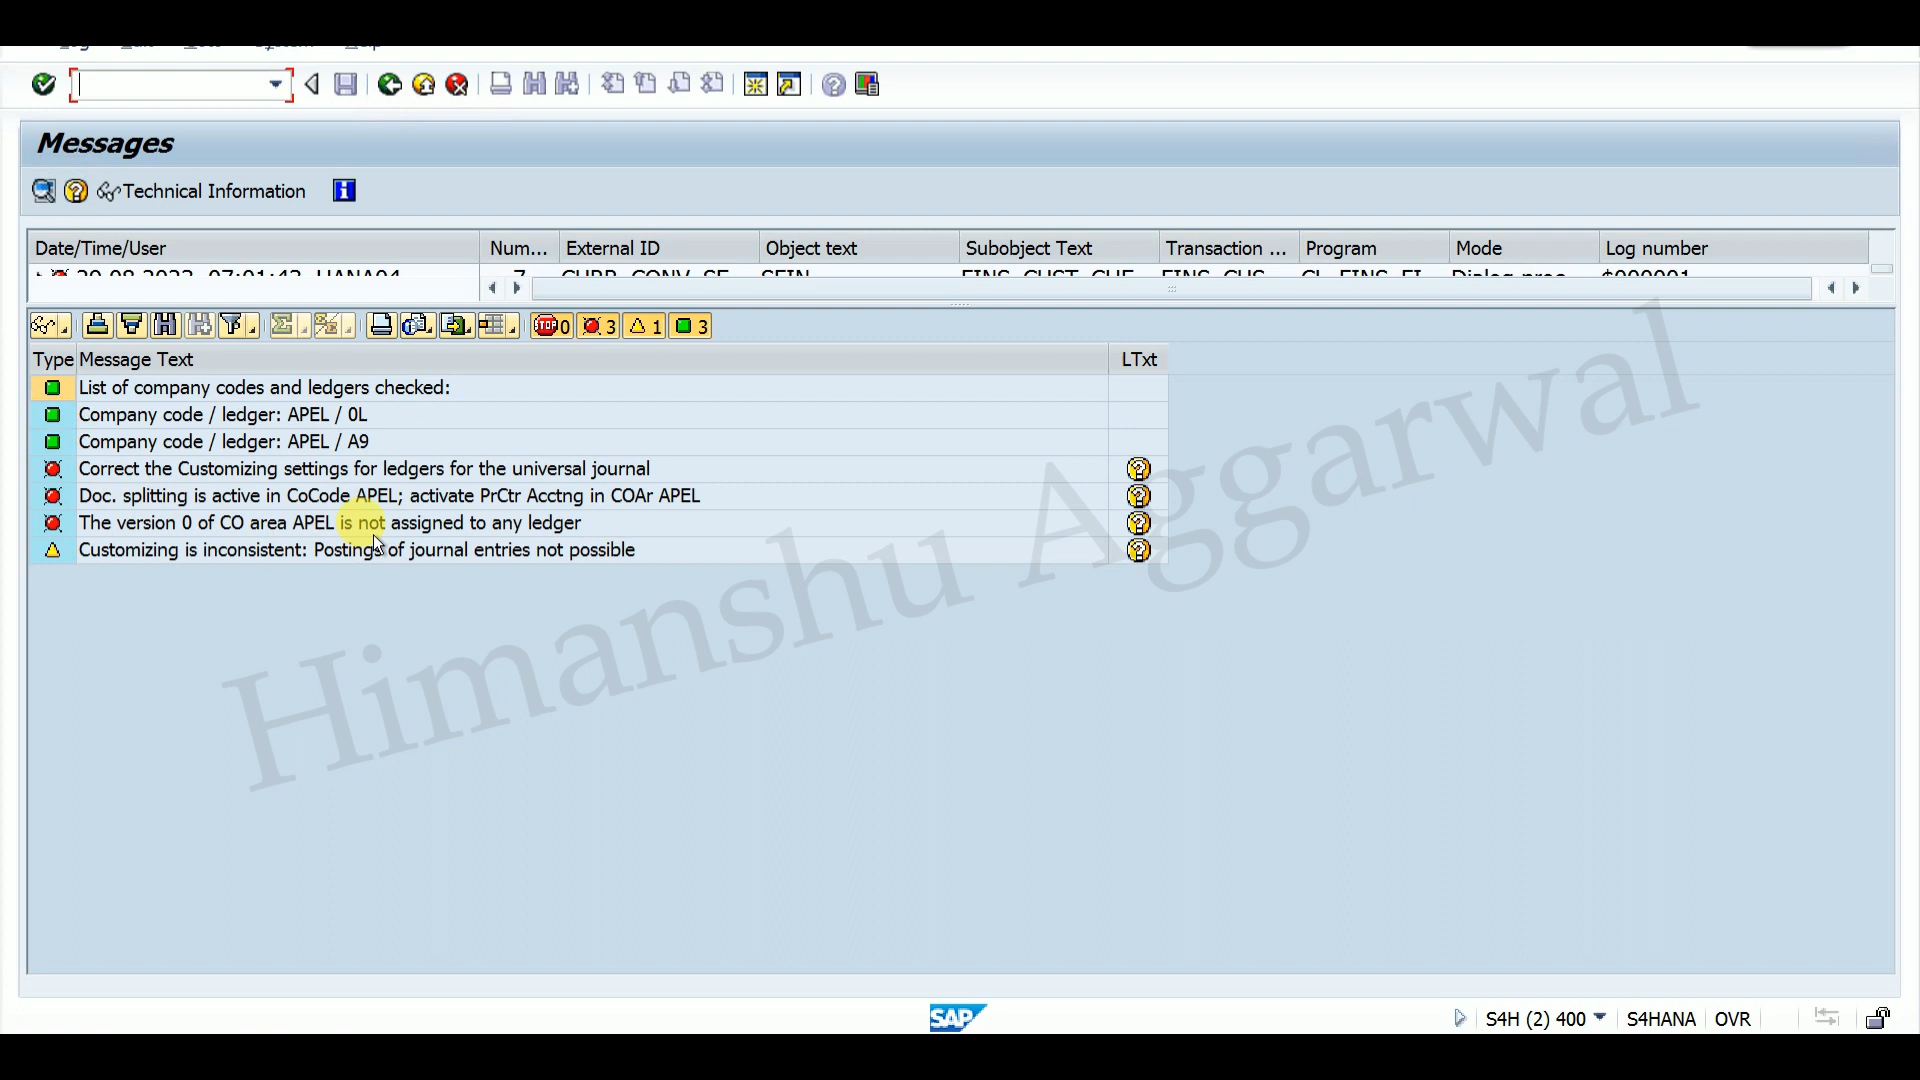 Messages
Technical Information
Date/Time/User Num... External ID Object text Subobject Text Transaction ... Program Mode Log number
STOP 0 3 1 3
Type Message Text LTxt
List of company codes and ledgers checked:
Company code / ledger: APEL / 0L
Company code / ledger: APEL / A9
Correct the Customizing settings for ledgers for the universal journal
Doc. splitting is active in CoCode APEL; activate PrCtr Acctng in COAr APEL
The version 0 of CO area APEL is not assigned to any ledger
Customizing is inconsistent: Postings of journal entries not possible
Himanshu Aggarwal
SAP S4H (2) 400 S4HANA OVR